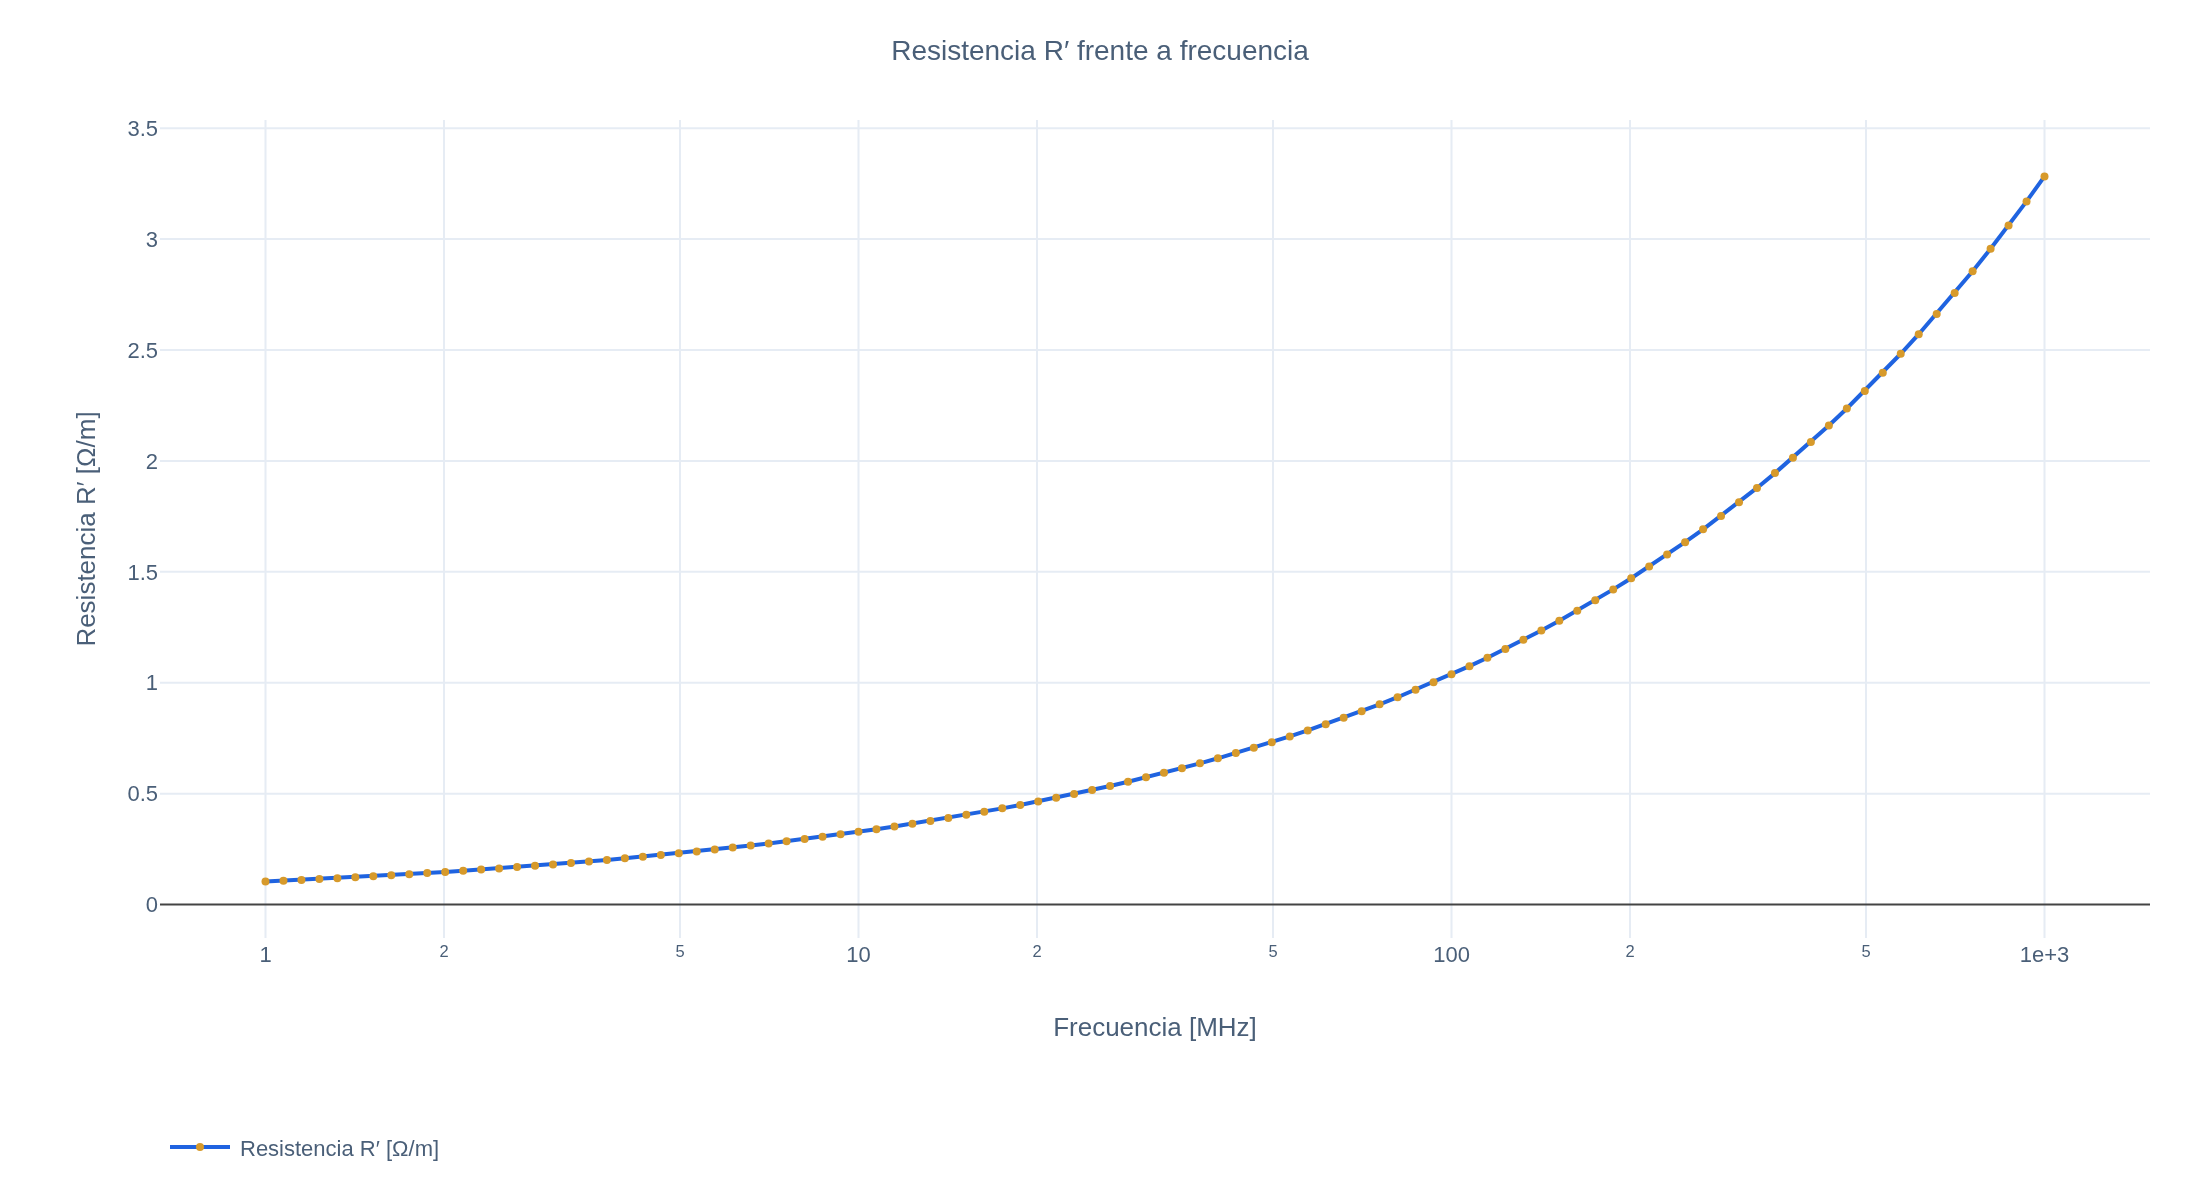 Resistencia R′ frente a frecuencia
3.5
3
2.5
2
1.5
1
0.5
0
Resistencia R′ [Ω/m]
1 2 5 10 2 5 100 2 5 1e+3
Frecuencia [MHz]
Resistencia R′ [Ω/m]